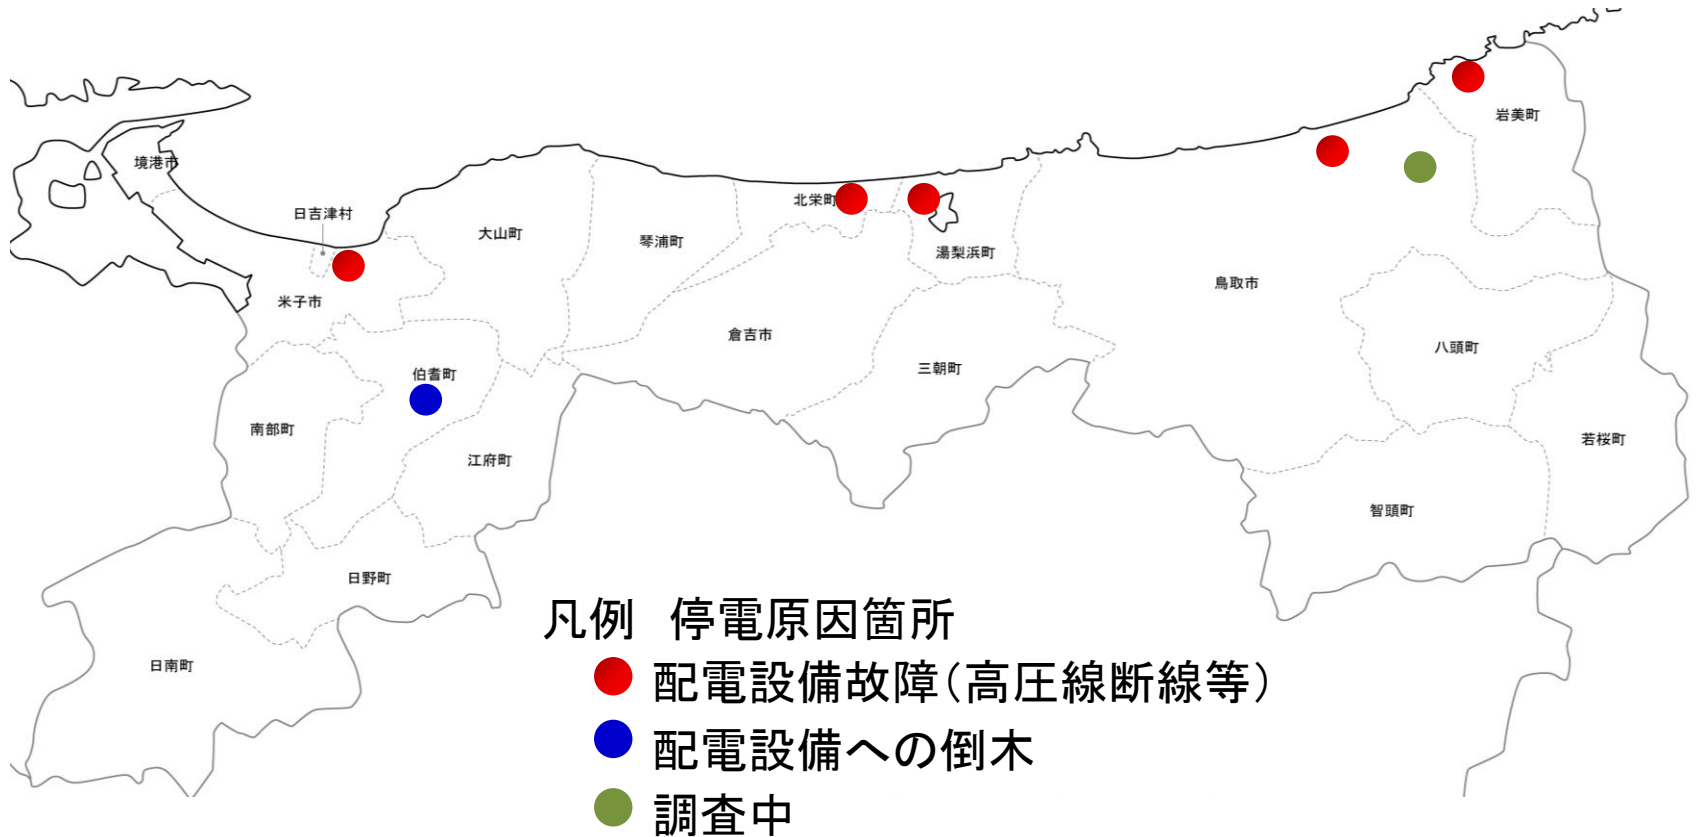 岩美町
境港市
日吉津村
大山町
北栄町
琴浦町
湯梨浜町
鳥取市
米子市
倉吉市
八頭町
三朝町
伯耆町
南部町
若桜町
江府町
智頭町
日野町
日南町
凡例　停電原因箇所
配電設備故障（高圧線断線等）
配電設備への倒木
調査中